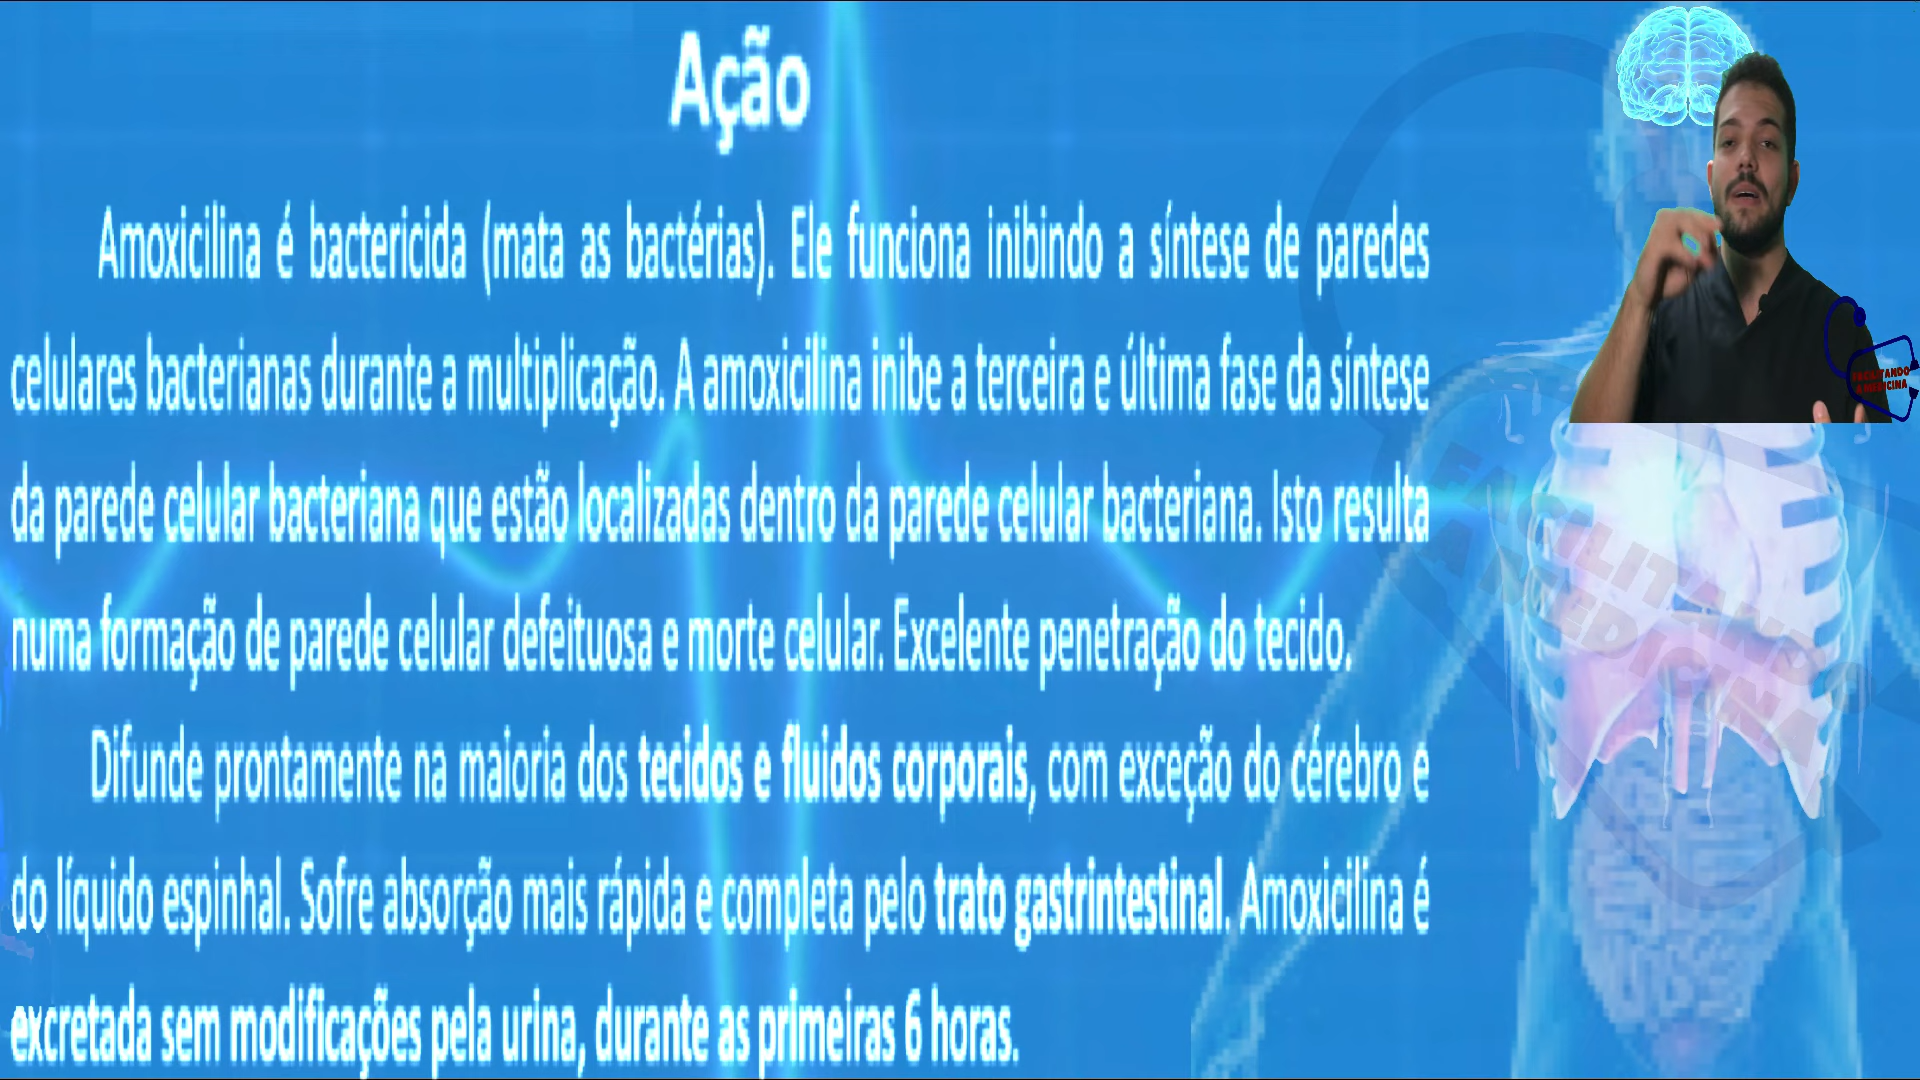 Ação
Amoxicilina é bactericida (mata as bactérias). Ele funciona inibindo a síntese de paredes
celulares bacterianas durante a multiplicação. A amoxicilina inibe a terceira e última fase da síntese
da parede celular bacteriana que estão localizadas dentro da parede celular bacteriana. Isto resulta
numa formação de parede celular defeituosa e morte celular. Excelente penetração do tecido.
Difunde prontamente na maioria dos tecidos e fluidos corporais, com exceção do cérebro e
do líquido espinhal. Sofre absorção mais rápida e completa pelo trato gastrintestinal. Amoxicilina é
excretada sem modificações pela urina, durante as primeiras 6 horas.
FACILITANDO
A MEDICINA
FACILITANDO
A MEDICINA